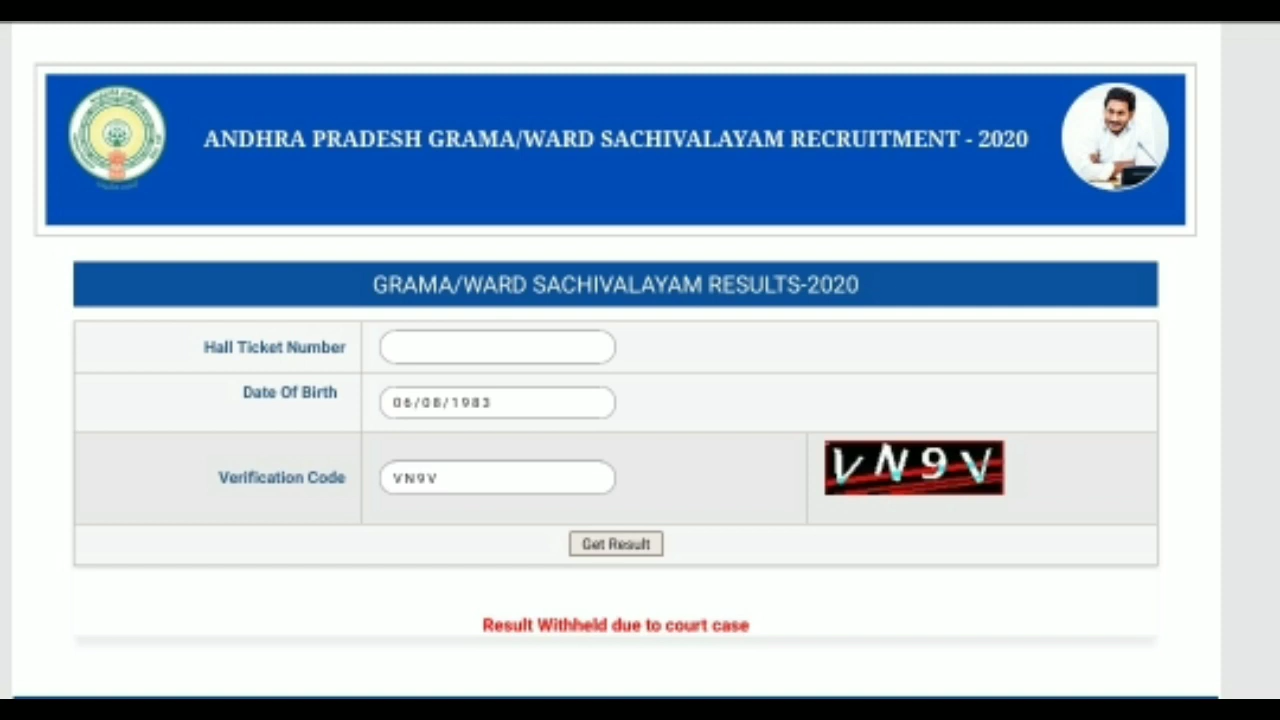 ANDHRA PRADESH GRAMA/WARD SACHIVALAYAM RECRUITMENT - 2020
GRAMA/WARD SACHIVALAYAM RESULTS-2020
Hall Ticket Number
Date Of Birth 06/08/1983
Verification Code VN9V VN9V
Get Result
Result Withheld due to court case